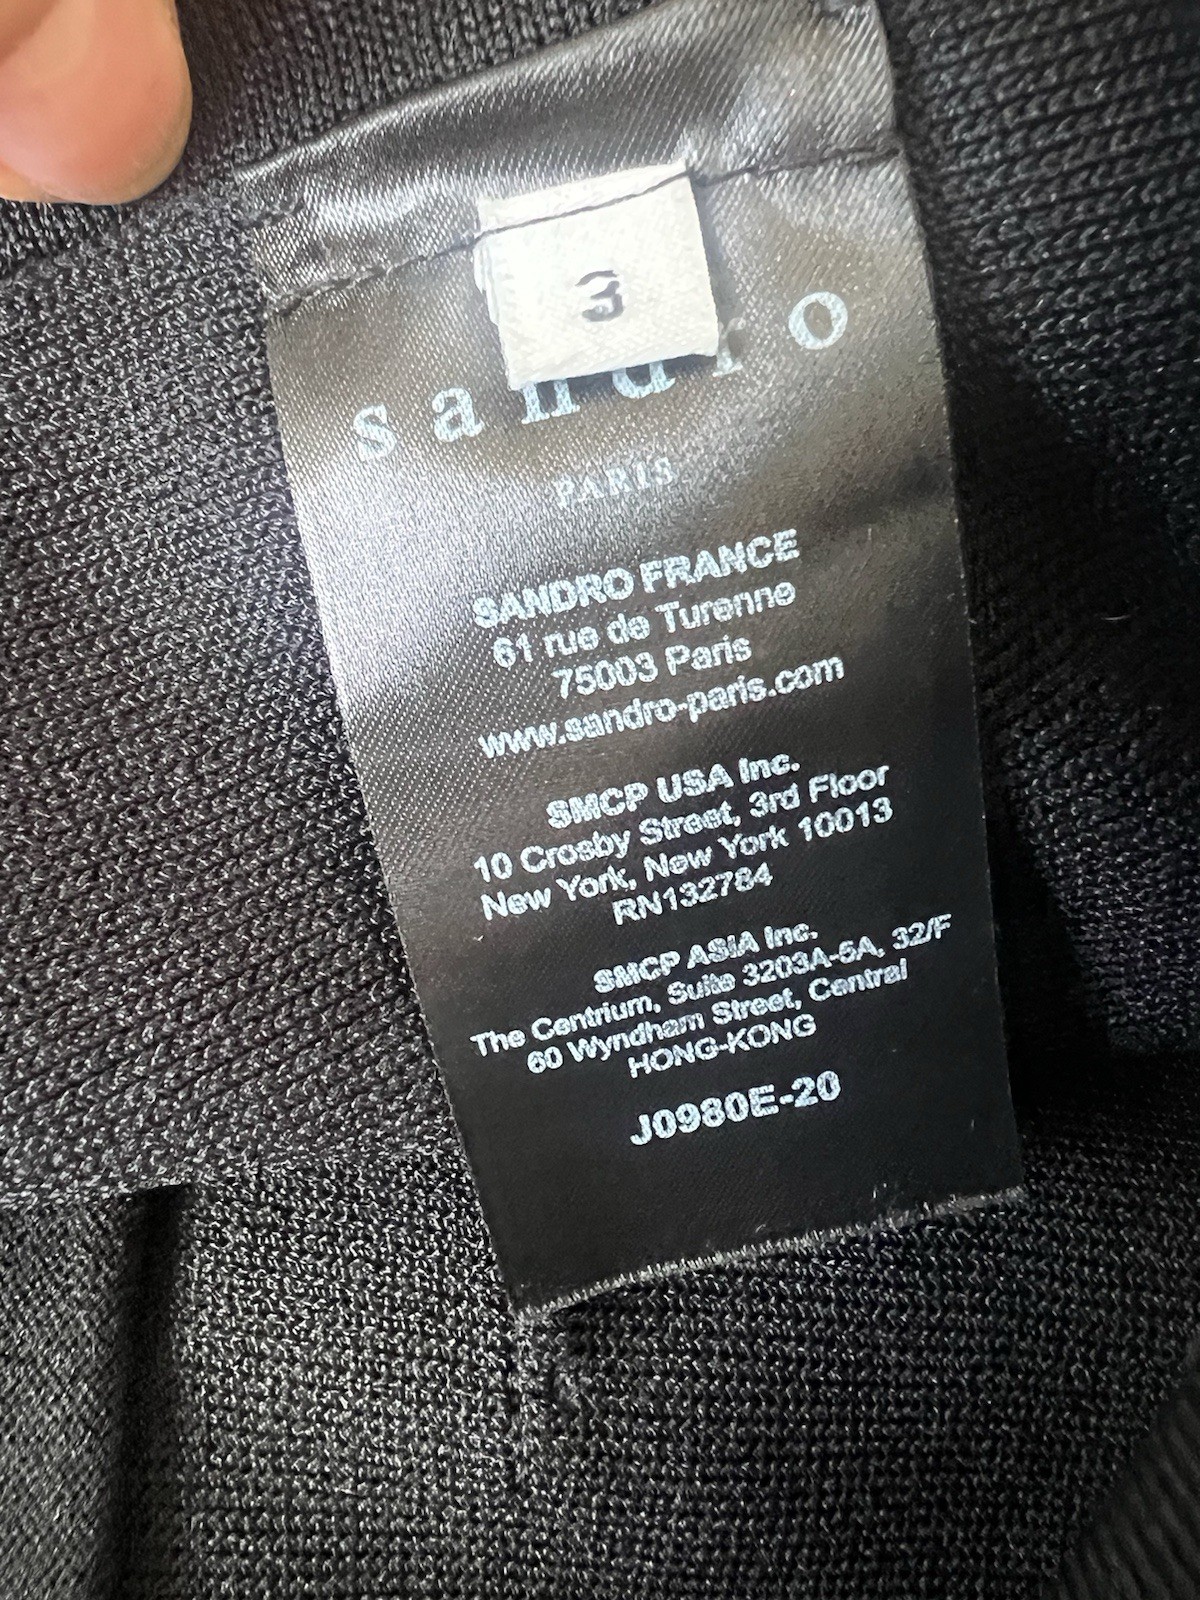 3
sandro
PARIS
SANDRO FRANCE
61 rue de Turenne
75003 Paris
www.sandro-paris.com
SMCP USA Inc.
10 Crosby Street, 3rd Floor
New York, New York 10013
RN132784
SMCP ASIA Inc.
The Centrium, Suite 3203A-5A, 32/F
60 Wyndham Street, Central
HONG-KONG
J0980E-20